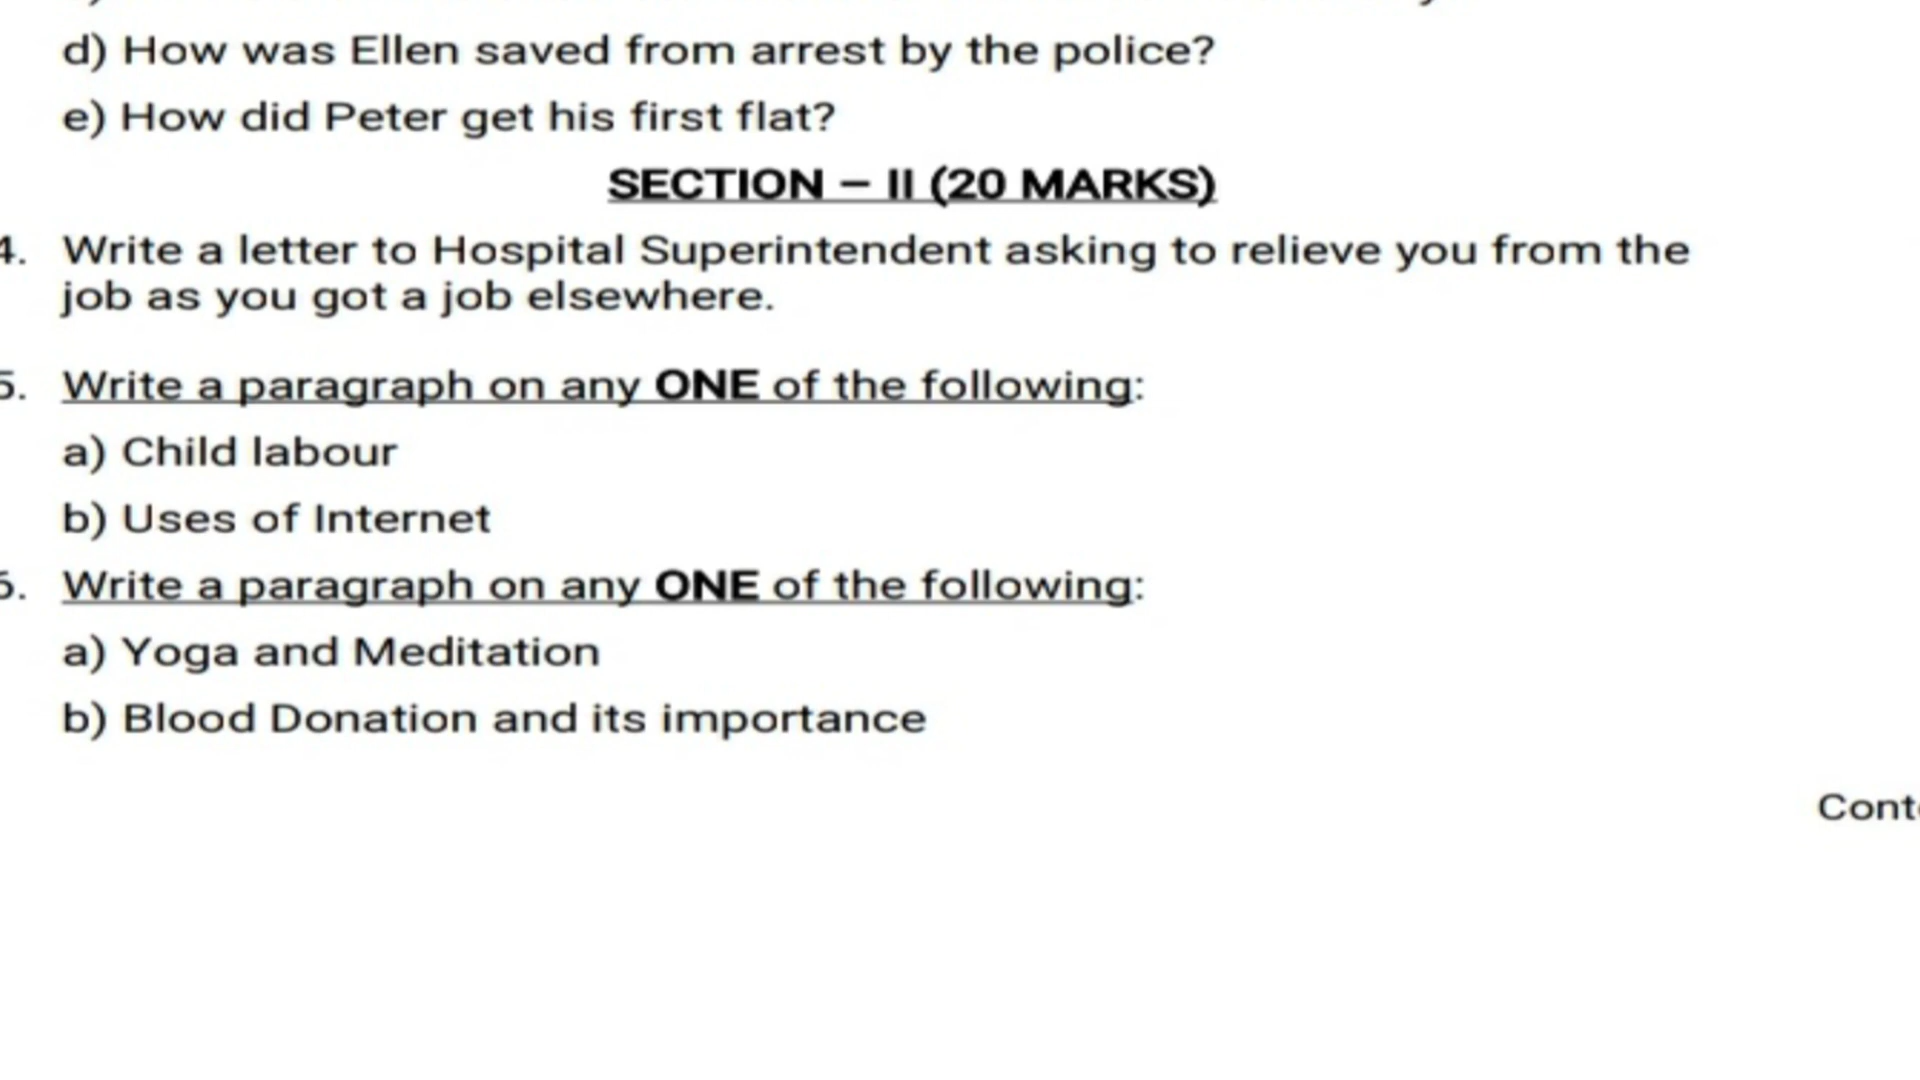 d) How was Ellen saved from arrest by the police?
e) How did Peter get his first flat?
SECTION – II (20 MARKS)
4. Write a letter to Hospital Superintendent asking to relieve you from the
job as you got a job elsewhere.
5. Write a paragraph on any ONE of the following:
a) Child labour
b) Uses of Internet
6. Write a paragraph on any ONE of the following:
a) Yoga and Meditation
b) Blood Donation and its importance